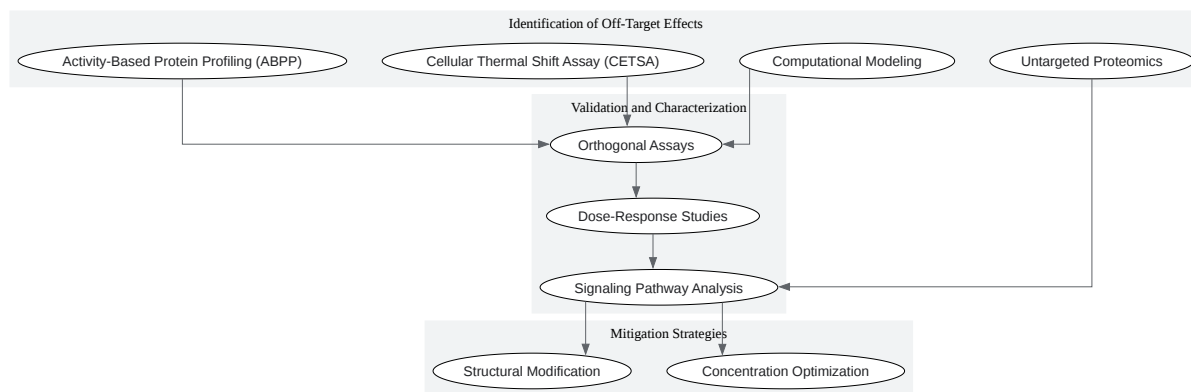 Identification of Off-Target Effects
Activity-Based Protein Profiling (ABPP)
Cellular Thermal Shift Assay (CETSA)
Computational Modeling
Untargeted Proteomics
Validation and Characterization
Orthogonal Assays
Dose-Response Studies
Signaling Pathway Analysis
Mitigation Strategies
Structural Modification
Concentration Optimization